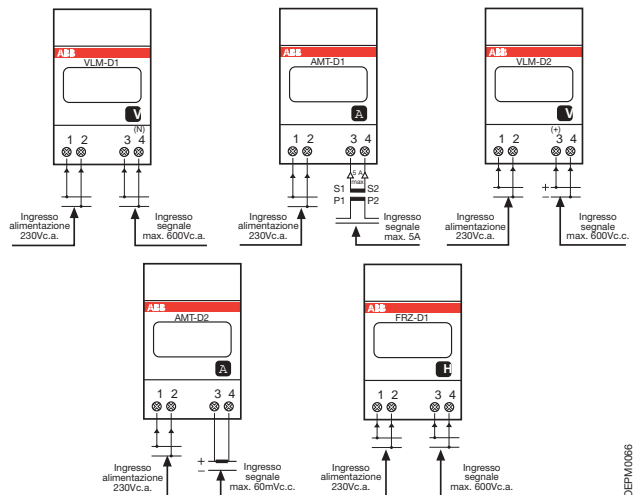 ABB
VLM-D1
V
(N)
1 2 3 4
Ingresso
alimentazione
230Vc.a.
Ingresso
segnale
max. 600Vc.a.
ABB
AMT-D1
A
1 2 3 4
5 A
max
S1 S2
P1 P2
Ingresso
alimentazione
230Vc.a.
Ingresso
segnale
max. 5A
ABB
VLM-D2
V
(+)
1 2 3 4
+
−
Ingresso
alimentazione
230Vc.a.
Ingresso
segnale
max. 600Vc.c.
ABB
AMT-D2
A
1 2 3 4
+
−
Ingresso
alimentazione
230Vc.a.
Ingresso
segnale
max. 60mVc.c.
ABB
FRZ-D1
H
1 2 3 4
Ingresso
alimentazione
230Vc.a.
Ingresso
segnale
max. 600Vc.a.
OEPM0066